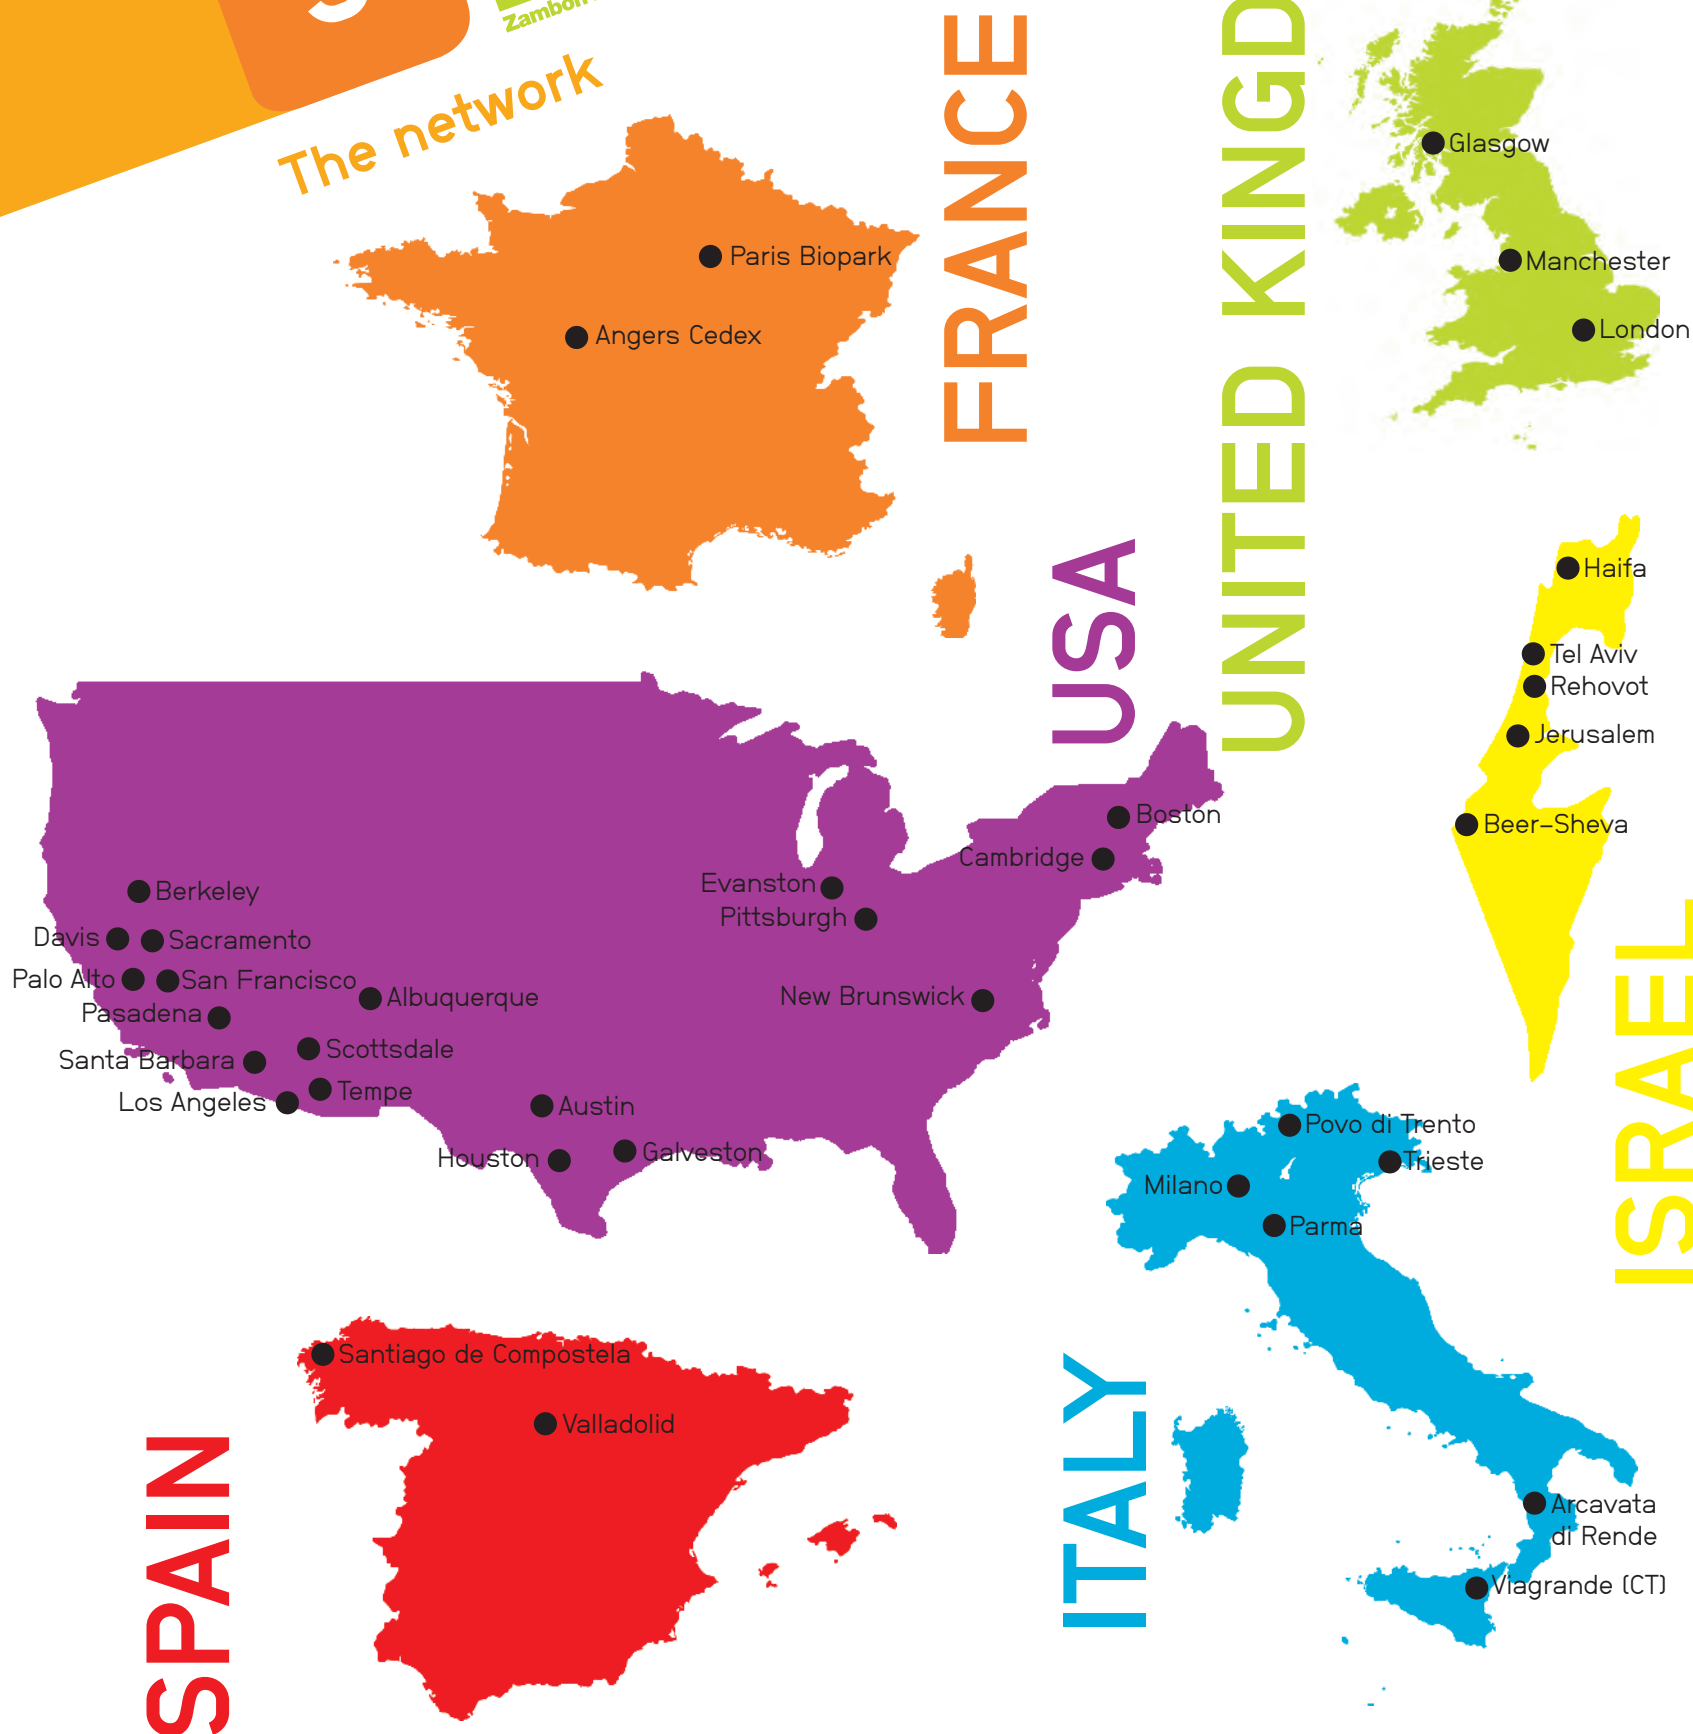 The network
FRANCE
Paris Biopark
Angers Cedex
UNITED KINGD
Glasgow
Manchester
London
USA
Boston
Cambridge
Evanston
Pittsburgh
Berkeley
Davis
Sacramento
Palo Alto
San Francisco
Albuquerque
New Brunswick
Pasadena
Scottsdale
Santa Barbara
Tempe
Los Angeles
Austin
Houston
Galveston
ISRAEL
Haifa
Tel Aviv
Rehovot
Jerusalem
Beer-Sheva
ITALY
Povo di Trento
Trieste
Milano
Parma
Arcavata
di Rende
Viagrande (CT)
SPAIN
Santiago de Compostela
Valladolid